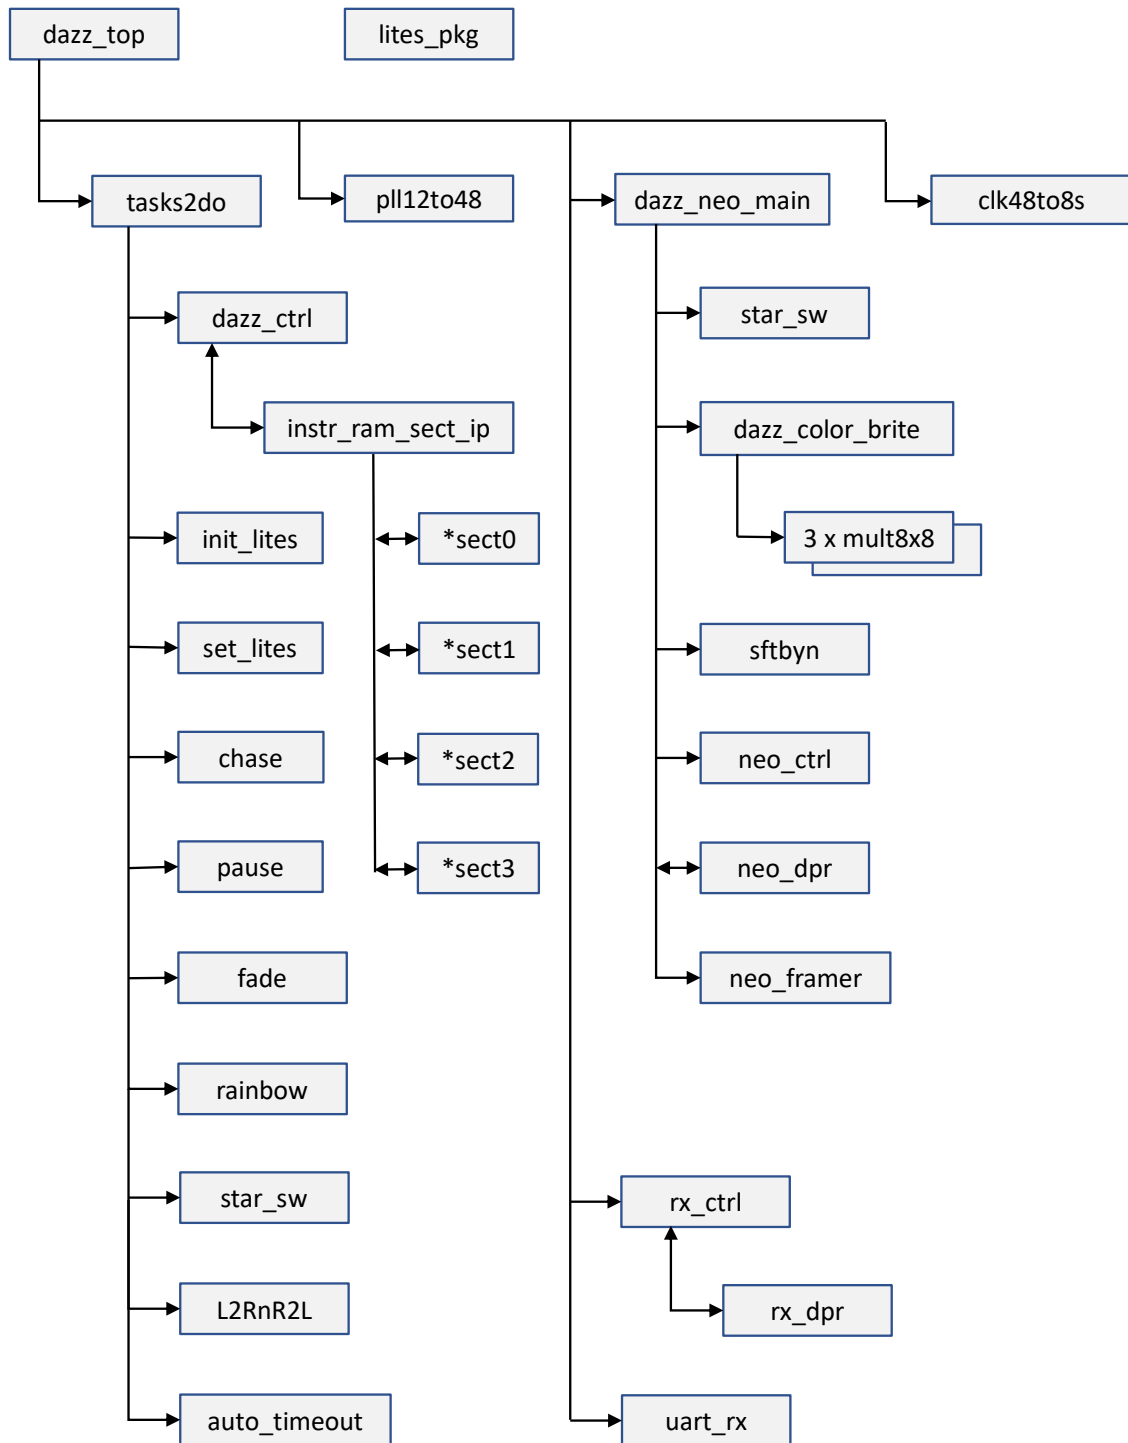 dazz_top
lites_pkg
tasks2do
pll12to48
dazz_neo_main
clk48to8s
dazz_ctrl
star_sw
instr_ram_sect_ip
dazz_color_brite
init_lites
*sect0
3 x mult8x8
set_lites
*sect1
sftbyn
chase
*sect2
neo_ctrl
pause
*sect3
neo_dpr
fade
neo_framer
rainbow
star_sw
rx_ctrl
L2RnR2L
rx_dpr
auto_timeout
uart_rx